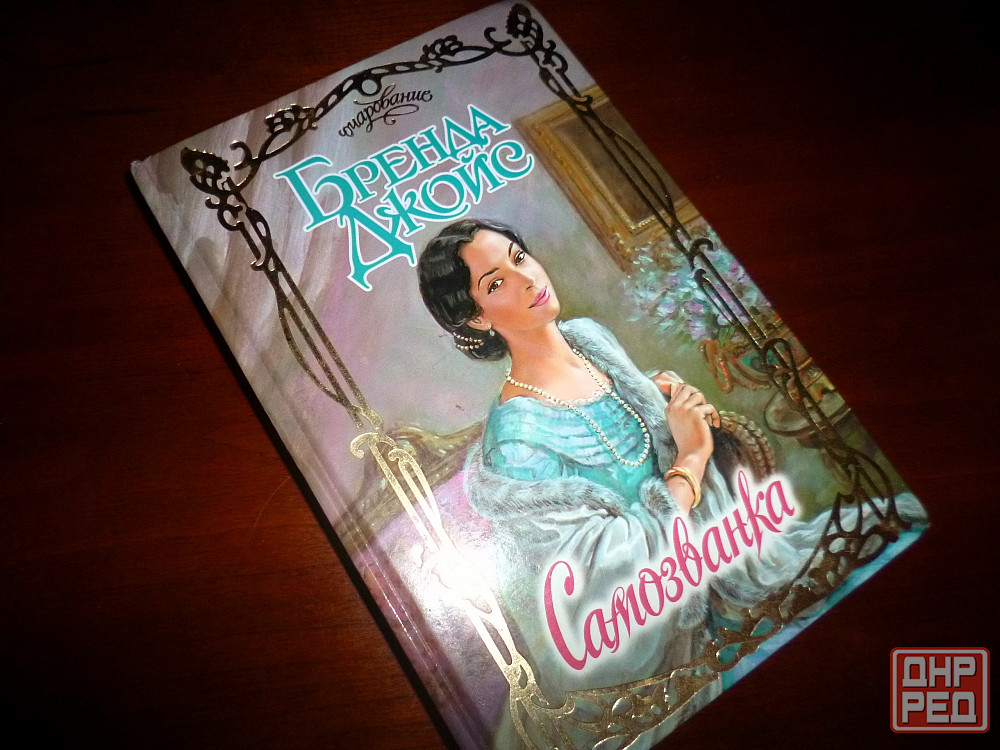 очарование
БРЕНДА
ДЖОЙС
Самозванка
ДНР
РЕД